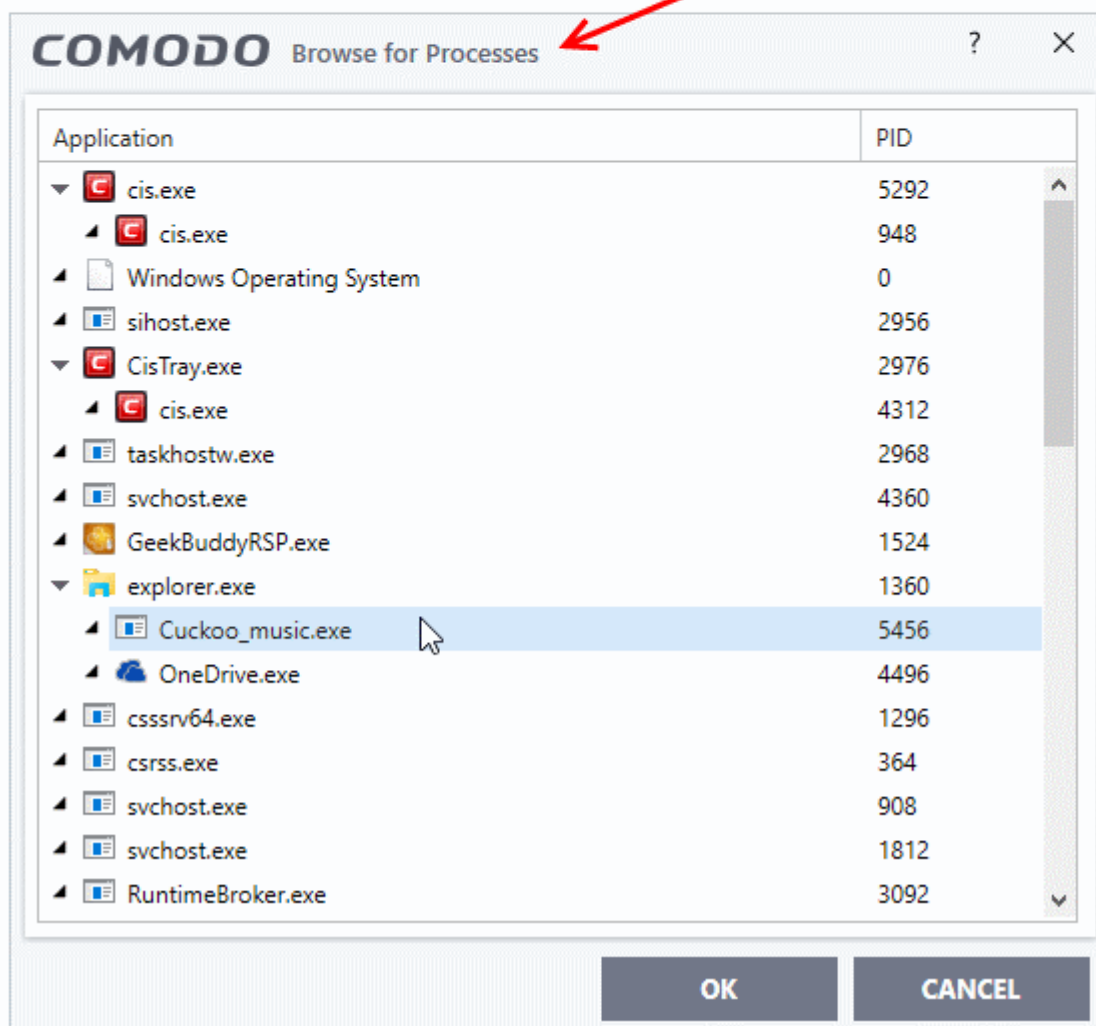 COMODO Browse for Processes ?
Application PID
cis.exe 5292
cis.exe 948
Windows Operating System 0
sihost.exe 2956
CisTray.exe 2976
cis.exe 4312
taskhostw.exe 2968
svchost.exe 4360
GeekBuddyRSP.exe 1524
explorer.exe 1360
Cuckoo_music.exe 5456
OneDrive.exe 4496
csssrv64.exe 1296
csrss.exe 364
svchost.exe 908
svchost.exe 1812
RuntimeBroker.exe 3092
OK CANCEL